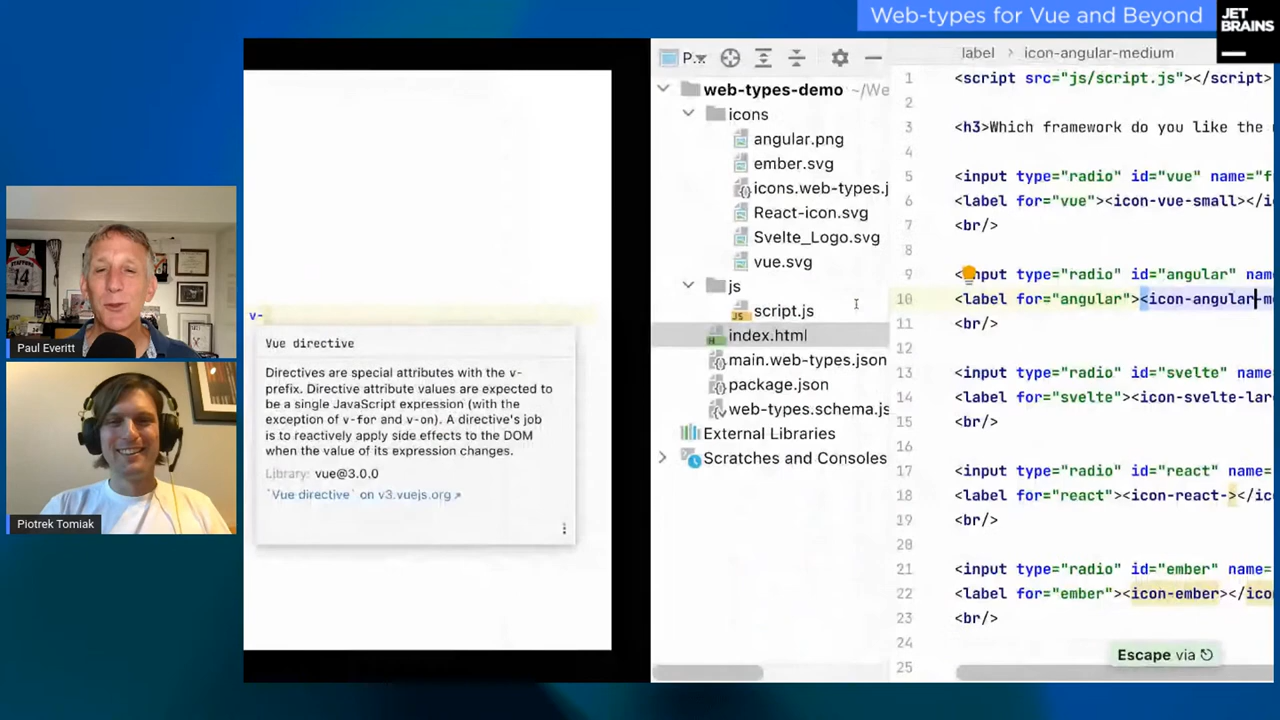 Web-types for Vue and Beyond
JET
BRAINS
STAFFORD
14
Paul Everitt
Piotrek Tomiak
v-
Vue directive
Directives are special attributes with the v-
prefix. Directive attribute values are expected to
be a single JavaScript expression (with the
exception of v-for and v-on). A directive's job
is to reactively apply side effects to the DOM
when the value of its expression changes.
Library: vue@3.0.0
`Vue directive` on v3.vuejs.org
P..
web-types-demo ~/We
icons
angular.png
ember.svg
icons.web-types.j
React-icon.svg
Svelte_Logo.svg
vue.svg
js
script.js
index.html
main.web-types.json
package.json
web-types.schema.js
External Libraries
Scratches and Consoles
label › icon-angular-medium
1 <script src="js/script.js"></script>
2
3 <h3>Which framework do you like the
4
5 <input type="radio" id="vue" name="f
6 <label for="vue"><icon-vue-small></i
7 <br/>
8
9 <input type="radio" id="angular" nam
10 <label for="angular"><icon-angular-m
11 <br/>
12
13 <input type="radio" id="svelte" name
14 <label for="svelte"><icon-svelte-lar
15 <br/>
16
17 <input type="radio" id="react" name=
18 <label for="react"><icon-react-></ic
19 <br/>
20
21 <input type="radio" id="ember" name=
22 <label for="ember"><icon-ember></ico
23 <br/>
24
25
Escape via